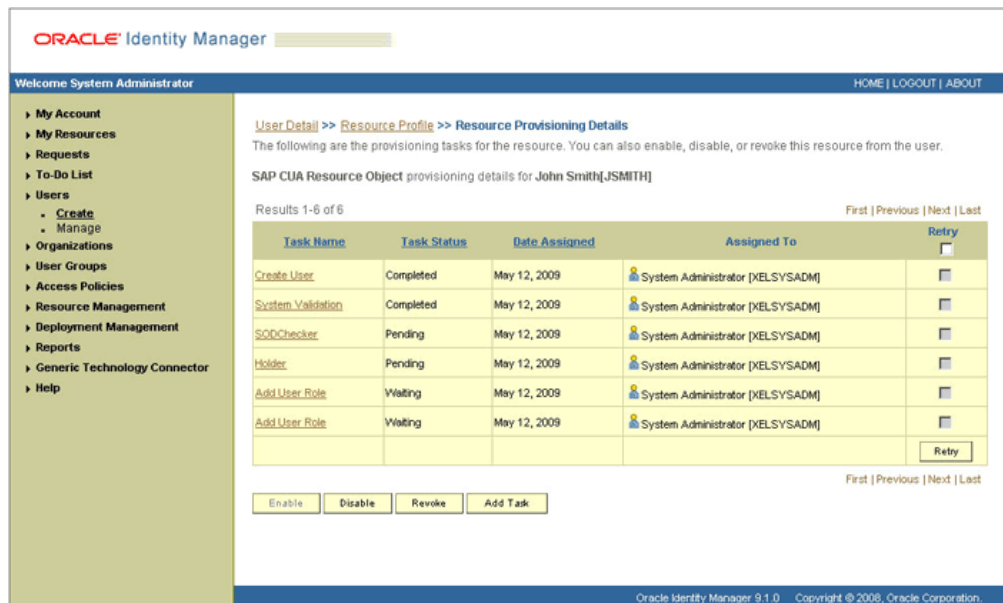 ORACLE Identity Manager
Welcome System Administrator
HOME | LOGOUT | ABOUT
My Account
My Resources
Requests
To-Do List
Users
Create
Manage
Organizations
User Groups
Access Policies
Resource Management
Deployment Management
Reports
Generic Technology Connector
Help
User Detail >> Resource Profile >> Resource Provisioning Details
The following are the provisioning tasks for the resource. You can also enable, disable, or revoke this resource from the user.
SAP CUA Resource Object provisioning details for John Smith[JSMITH]
Results 1-6 of 6
First | Previous | Next | Last
Task Name Task Status Date Assigned Assigned To Retry
Create User Completed May 12, 2009 System Administrator [XELSYSADM]
System Validation Completed May 12, 2009 System Administrator [XELSYSADM]
SODChecker Pending May 12, 2009 System Administrator [XELSYSADM]
Holder Pending May 12, 2009 System Administrator [XELSYSADM]
Add User Role Waiting May 12, 2009 System Administrator [XELSYSADM]
Add User Role Waiting May 12, 2009 System Administrator [XELSYSADM]
Retry
First | Previous | Next | Last
Enable Disable Revoke Add Task
Oracle Identity Manager 9.1.0 Copyright © 2008, Oracle Corporation.